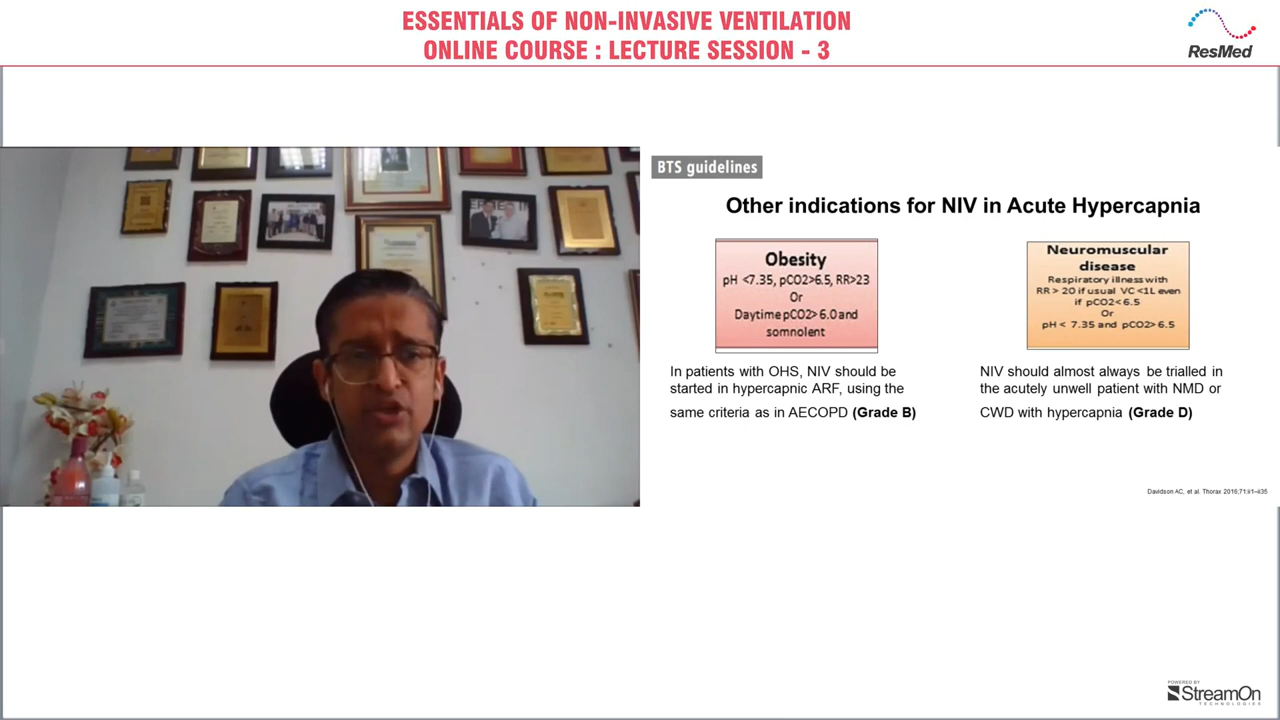 ESSENTIALS OF NON-INVASIVE VENTILATION
ONLINE COURSE : LECTURE SESSION - 3
ResMed
BTS guidelines
Other indications for NIV in Acute Hypercapnia
Obesity
pH <7.35, pCO2>6.5, RR>23
Or
Daytime pCO2> 6.0 and
somnolent
In patients with OHS, NIV should be
started in hypercapnic ARF, using the
same criteria as in AECOPD (Grade B)
Neuromuscular
disease
Respiratory illness with
RR > 20 if usual VC <1L even
if pCO2< 6.5
Or
pH < 7.35 and pCO2> 6.5
NIV should almost always be trialled in
the acutely unwell patient with NMD or
CWD with hypercapnia (Grade D)
Davidson AC, et al. Thorax 2016;71:ii1–ii35
POWERED BY
StreamOn
TECHNOLOGIES